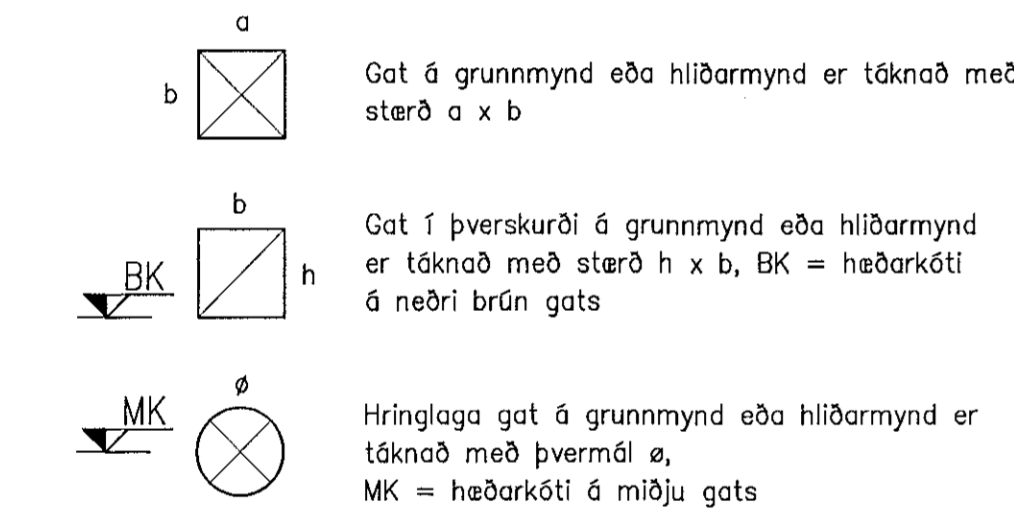 a
b
Gat á grunnmynd eða hliðarmynd er táknað með
stærð a x b
b
BK
h
Gat í þverskurði á grunnmynd eða hliðarmynd
er táknað með stærð h x b, BK = hæðarkóti
á neðri brún gats
ø
MK
Hringlaga gat á grunnmynd eða hliðarmynd er
táknað með þvermál ø,
MK = hæðarkóti á miðju gats